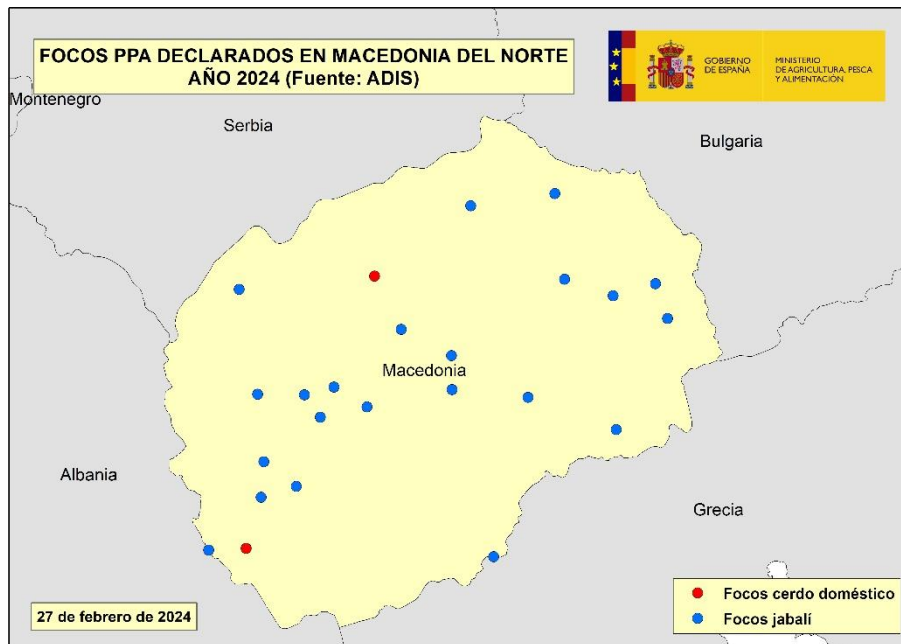 FOCOS PPA DECLARADOS EN MACEDONIA DEL NORTE
AÑO 2024 (Fuente: ADIS)
GOBIERNO
DE ESPAÑA
MINISTERIO
DE AGRICULTURA, PESCA
Y ALIMENTACIÓN
Montenegro
Serbia
Bulgaria
Macedonia
Albania
Grecia
Focos cerdo doméstico
Focos jabalí
27 de febrero de 2024